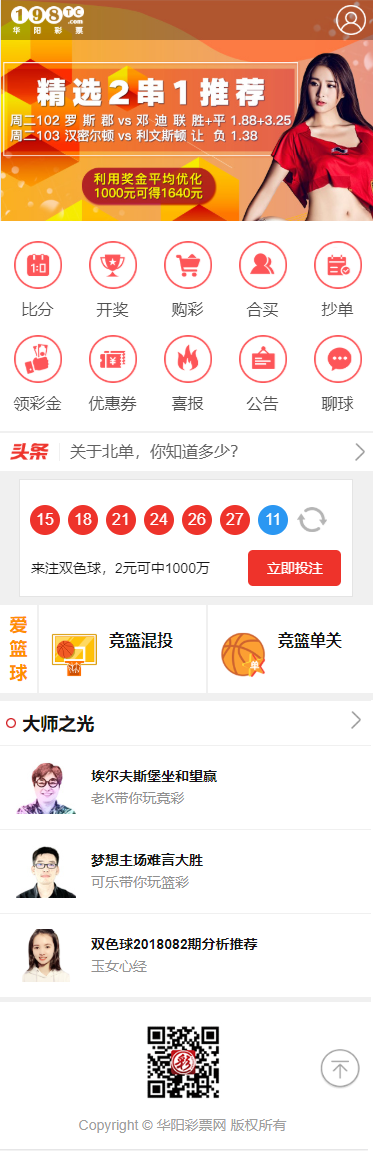 198TC
.com
华阳彩票
精选2串1推荐
周二102 罗斯郡 vs 邓迪联 胜+平 1.88+3.25
周二103 汉密尔顿 vs 利文斯顿 让 负 1.38
利用奖金平均优化
1000元可得1640元
比分 开奖 购彩 合买 抄单
领彩金 优惠券 喜报 公告 聊球
头条 关于北单，你知道多少？
15 18 21 24 26 27 11
来注双色球，2元可中1000万 立即投注
爱篮球 竞篮混投 竞篮单关
单
大师之光
埃尔夫斯堡坐和望赢
老K带你玩竞彩
梦想主场难言大胜
可乐带你玩篮彩
双色球2018082期分析推荐
玉女心经
彩
Copyright © 华阳彩票网 版权所有